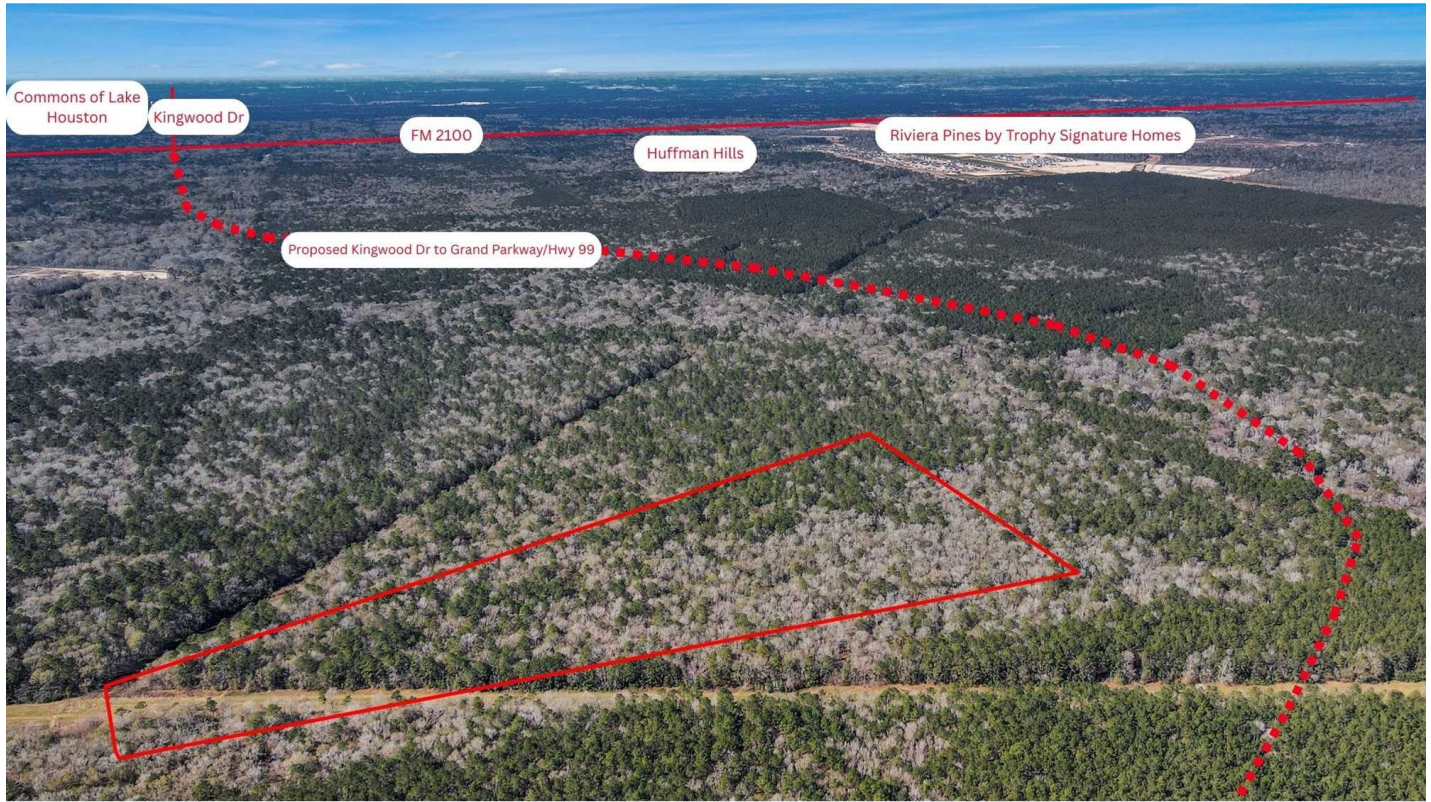 Commons of Lake
Houston
Kingwood Dr
FM 2100
Huffman Hills
Riviera Pines by Trophy Signature Homes
Proposed Kingwood Dr to Grand Parkway/Hwy 99